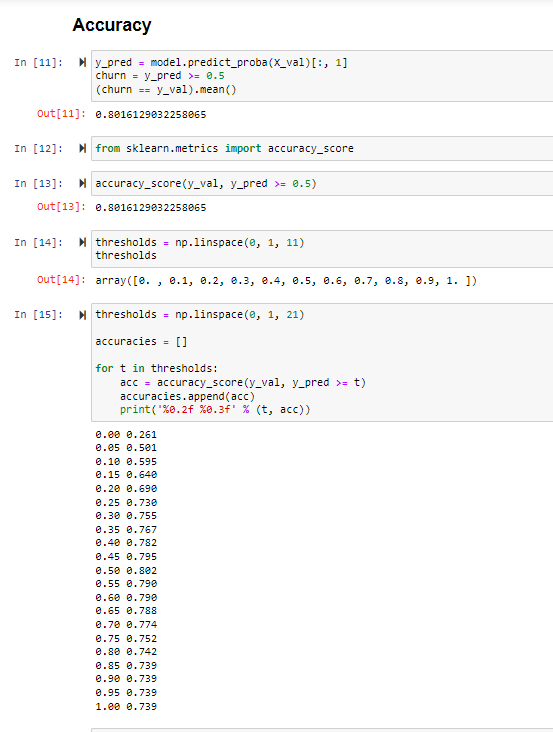 Accuracy
In [11]: y_pred = model.predict_proba(X_val)[:, 1]
churn = y_pred >= 0.5
(churn == y_val).mean()
Out[11]: 0.8016129032258065
In [12]: from sklearn.metrics import accuracy_score
In [13]: accuracy_score(y_val, y_pred >= 0.5)
Out[13]: 0.8016129032258065
In [14]: thresholds = np.linspace(0, 1, 11)
thresholds
Out[14]: array([0. , 0.1, 0.2, 0.3, 0.4, 0.5, 0.6, 0.7, 0.8, 0.9, 1. ])
In [15]: thresholds = np.linspace(0, 1, 21)
accuracies = []
for t in thresholds:
    acc = accuracy_score(y_val, y_pred >= t)
    accuracies.append(acc)
    print('%0.2f %0.3f' % (t, acc))
0.00 0.261
0.05 0.501
0.10 0.595
0.15 0.640
0.20 0.690
0.25 0.730
0.30 0.755
0.35 0.767
0.40 0.782
0.45 0.795
0.50 0.802
0.55 0.790
0.60 0.790
0.65 0.788
0.70 0.774
0.75 0.752
0.80 0.742
0.85 0.739
0.90 0.739
0.95 0.739
1.00 0.739